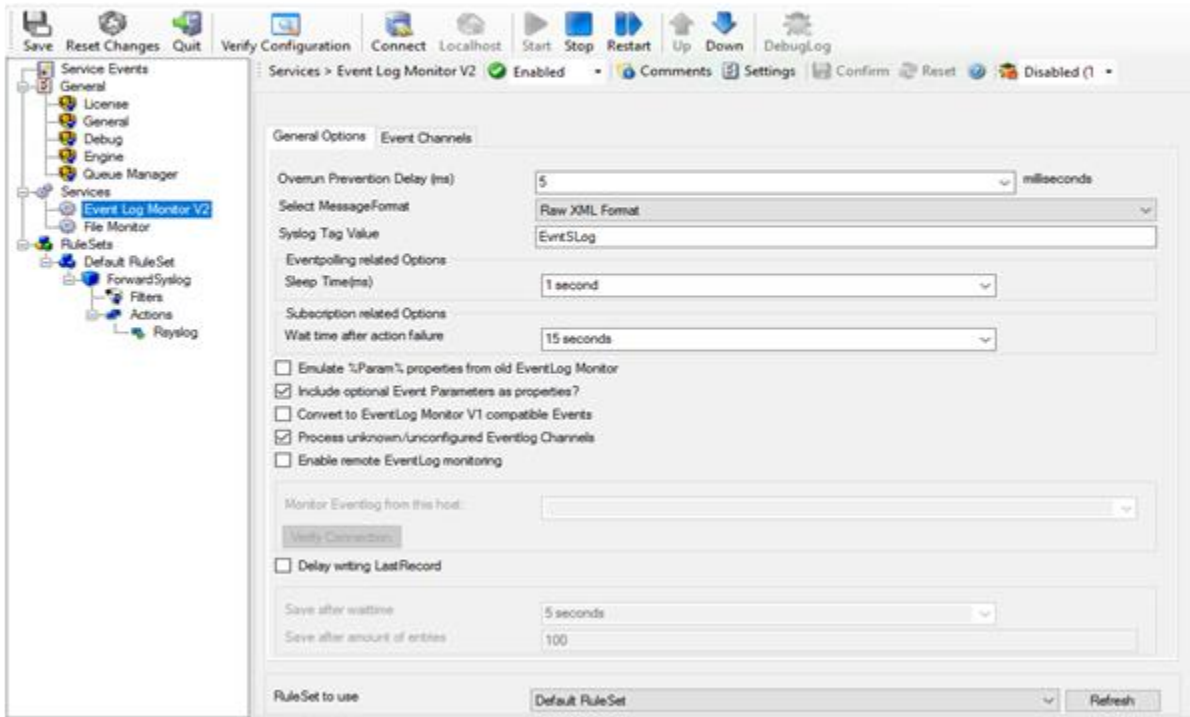 Save Reset Changes Quit Verify Configuration Connect Localhost Start Stop Restart Up Down DebugLog
Service Events
General
License
General
Debug
Engine
Queue Manager
Services
Event Log Monitor V2
File Monitor
RuleSets
Default RuleSet
ForwardSyslog
Filters
Actions
Rsyslog
Services > Event Log Monitor V2 Enabled Comments Settings Confirm Reset Disabled (1
General Options Event Channels
Overrun Prevention Delay (ms) 5 milliseconds
Select MessageFormat Raw XML Format
Syslog Tag Value EvntSLog
Eventpolling related Options
Sleep Time(ms) 1 second
Subscription related Options
Wait time after action failure 15 seconds
Emulate %Param% properties from old EventLog Monitor
Include optional Event Parameters as properties?
Convert to EventLog Monitor V1 compatible Events
Process unknown/unconfigured Eventlog Channels
Enable remote EventLog monitoring
Monitor Eventlog from this host:
Verify Connection
Delay writing LastRecord
Save after waittime 5 seconds
Save after amount of entries 100
RuleSet to use Default RuleSet Refresh